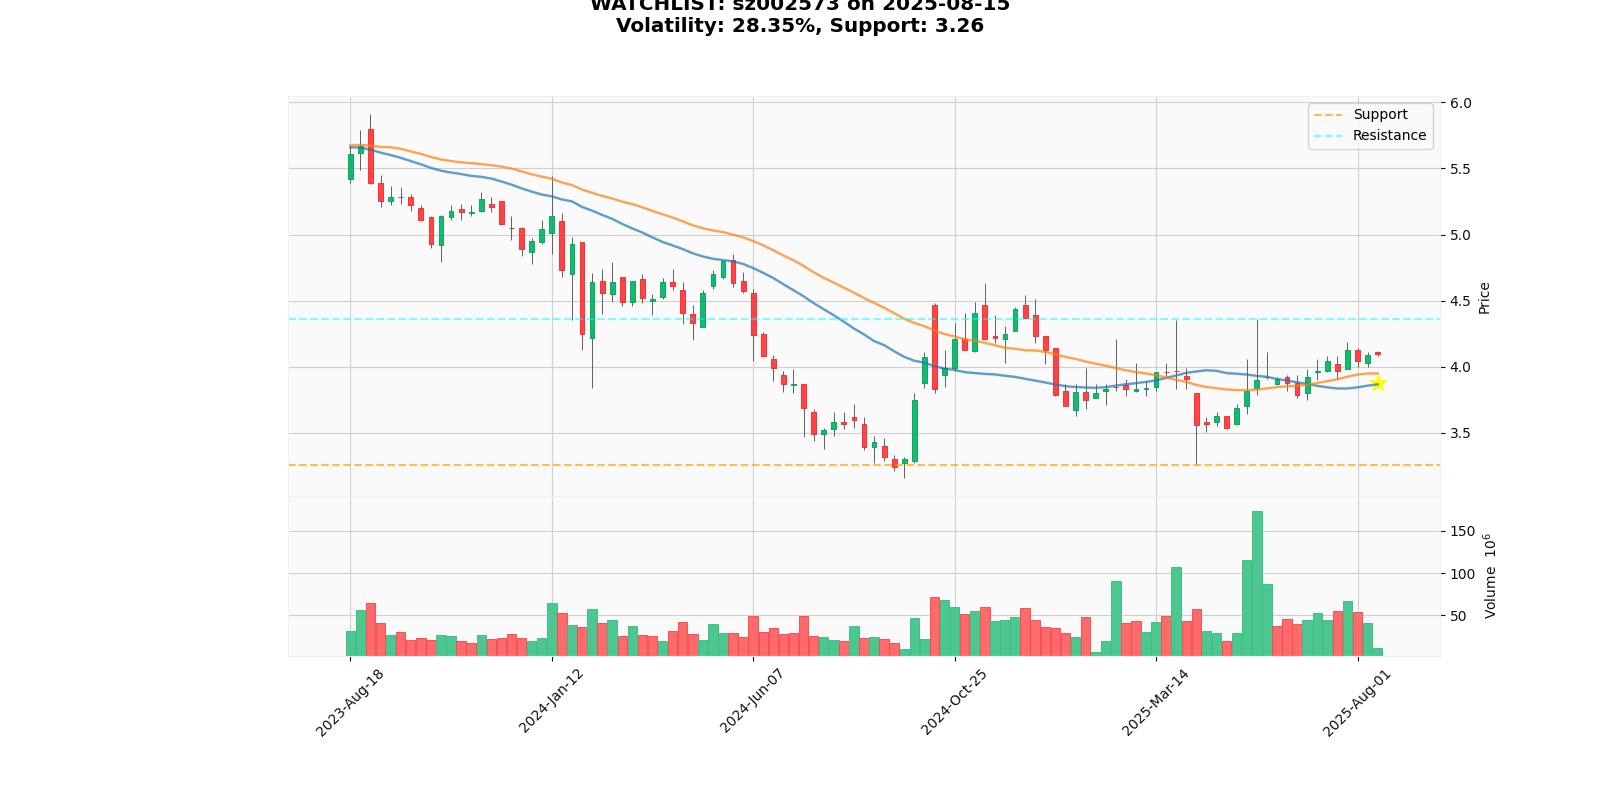 WATCHLIST: sz002573 on 2025-08-15
Volatility: 28.35%, Support: 3.26
Support
Resistance
6.0
5.5
5.0
4.5
4.0
3.5
Price
150
100
50
Volume 10⁶
2023-Aug-18
2024-Jan-12
2024-Jun-07
2024-Oct-25
2025-Mar-14
2025-Aug-01